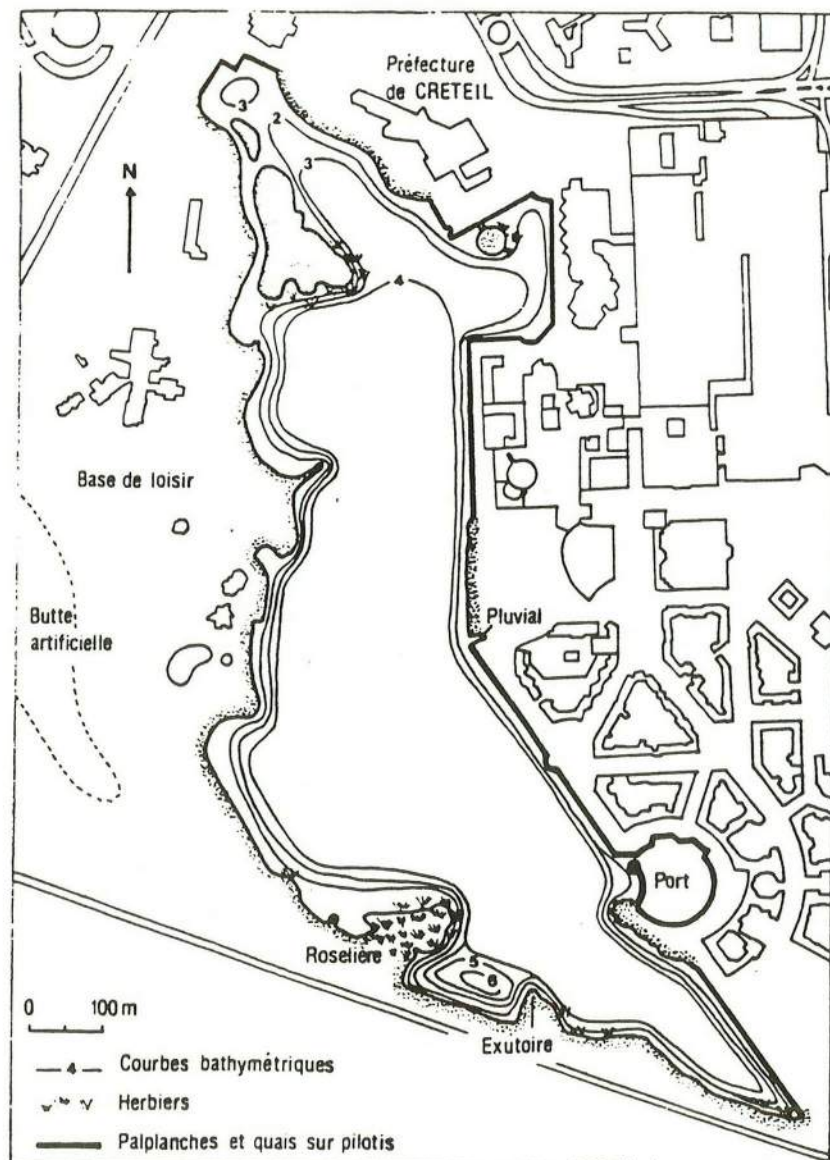 Préfecture
de CRETEIL
3
2
3
N
4
Base de loisir
Butte
artificielle
Pluvial
Port
Roselière
5
6
0 100 m
Exutoire
4 Courbes bathymétriques
Herbiers
Palplanches et quais sur pilotis